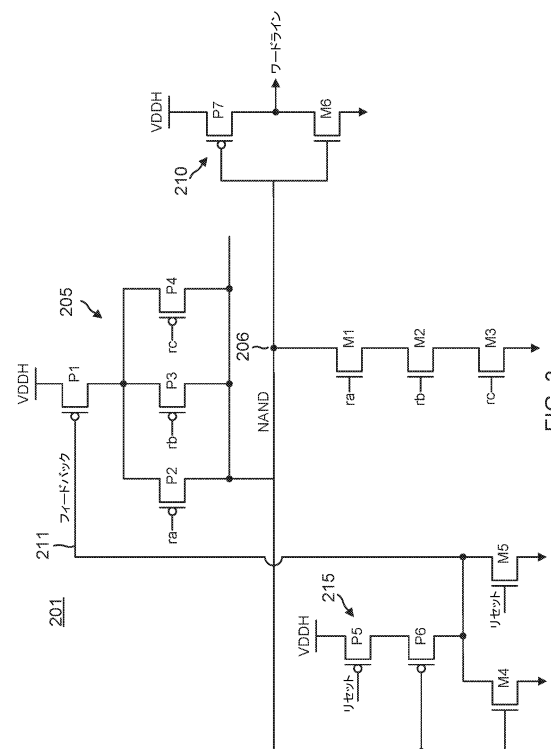 201
VDDH
P1
フィードバック
211
205
ra
P2
rb
P3
rc
P4
VDDH
P7
210
ワードライン
M6
NAND
206
ra
M1
rb
M2
rc
M3
VDDH
リセット
P5
215
P6
リセット
M5
M4